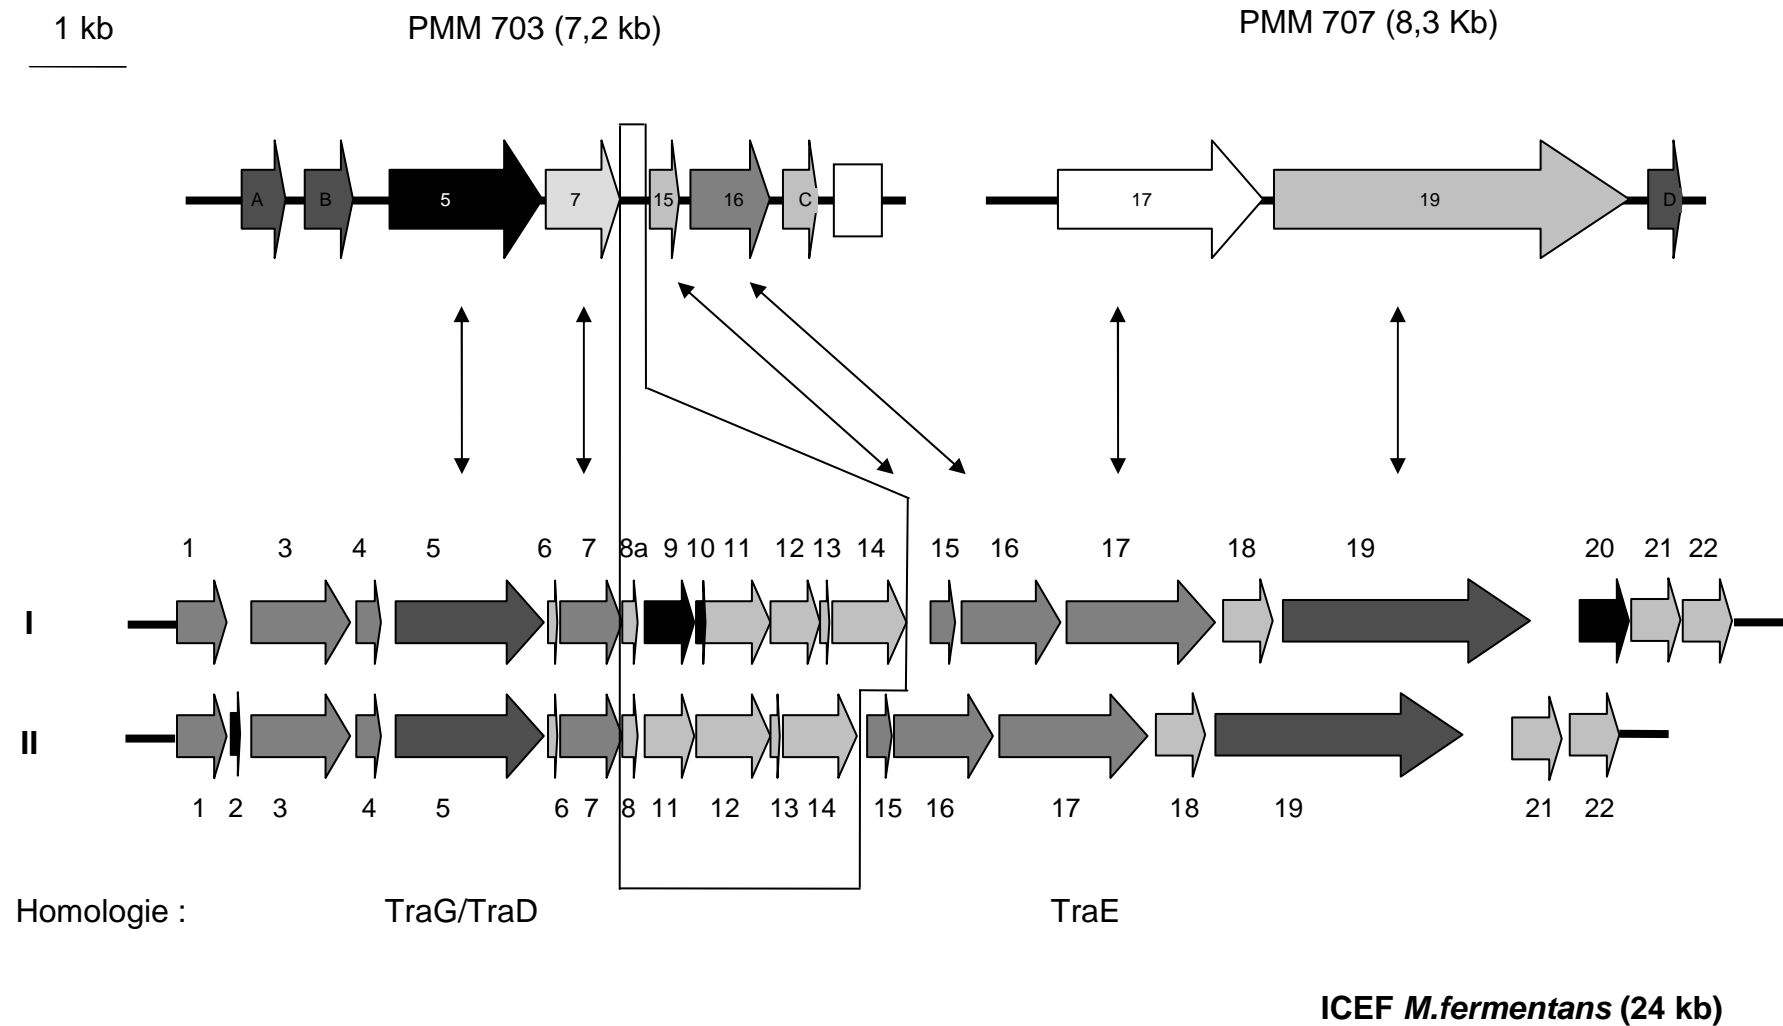 1 kb PMM 703 (7,2 kb) PMM 707 (8,3 Kb)
A B 5 7 15 16 C 17 19 D
1 3 4 5 6 7 8a 9 10 11 12 13 14 15 16 17 18 19 20 21 22
I
II
1 2 3 4 5 6 7 8 11 12 13 14 15 16 17 18 19 21 22
Homologie : TraG/TraD TraE
ICEF M.fermentans (24 kb)